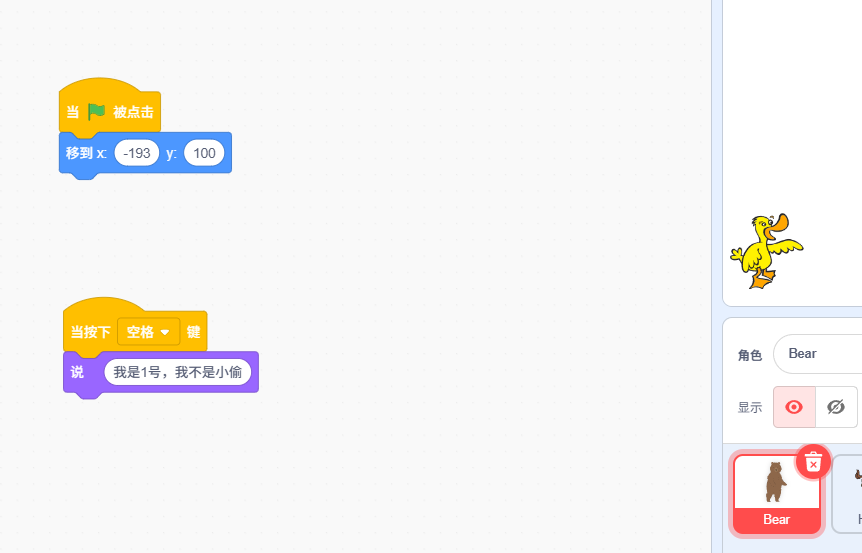 当 被点击
移到 x: -193 y: 100
当按下 空格 键
说 我是1号，我不是小偷
角色 Bear
显示
Bear